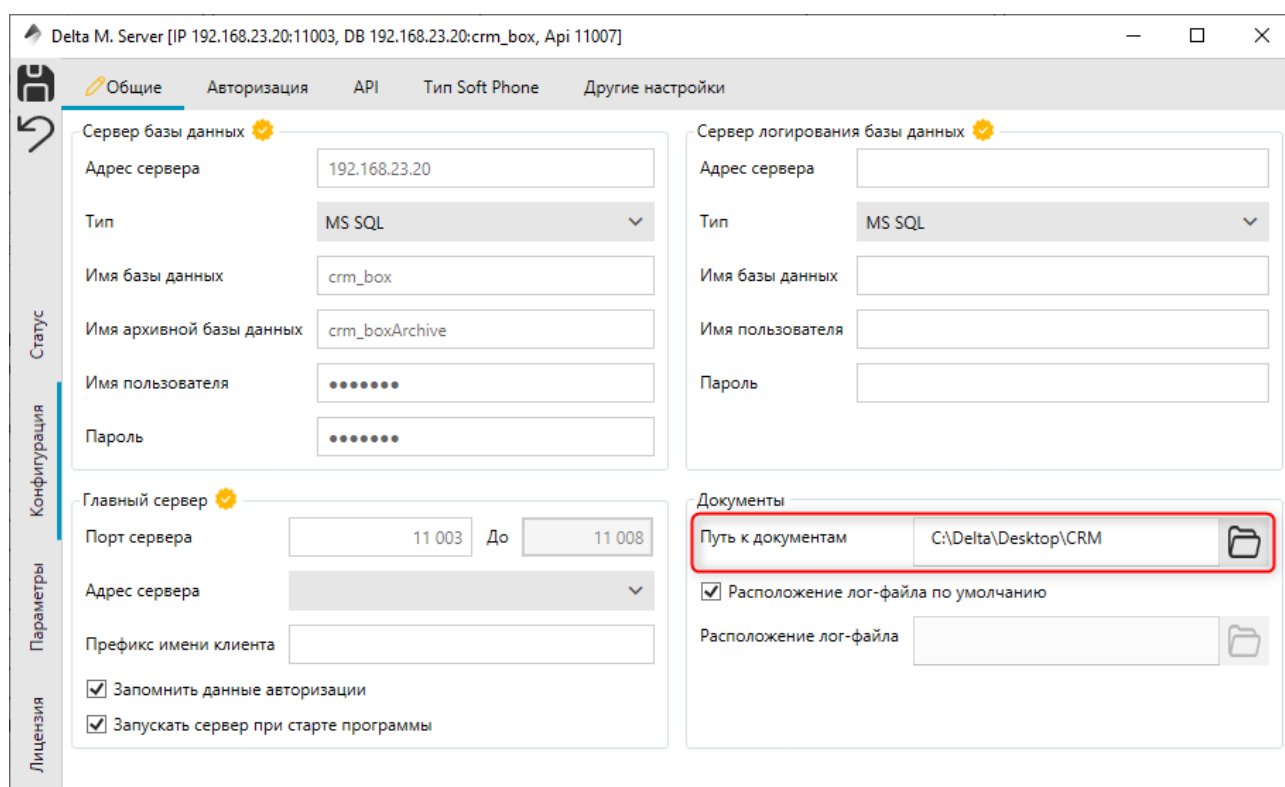 Delta M. Server [IP 192.168.23.20:11003, DB 192.168.23.20:crm_box, Api 11007]
Общие Авторизация API Тип Soft Phone Другие настройки
Статус
Конфигурация
Параметры
Лицензия
Сервер базы данных
Адрес сервера 192.168.23.20
Тип MS SQL
Имя базы данных crm_box
Имя архивной базы данных crm_boxArchive
Имя пользователя •••••••
Пароль •••••••
Сервер логирования базы данных
Адрес сервера
Тип MS SQL
Имя базы данных
Имя пользователя
Пароль
Главный сервер
Порт сервера 11 003 До 11 008
Адрес сервера
Префикс имени клиента
Запомнить данные авторизации
Запускать сервер при старте программы
Документы
Путь к документам C:\Delta\Desktop\CRM
Расположение лог-файла по умолчанию
Расположение лог-файла